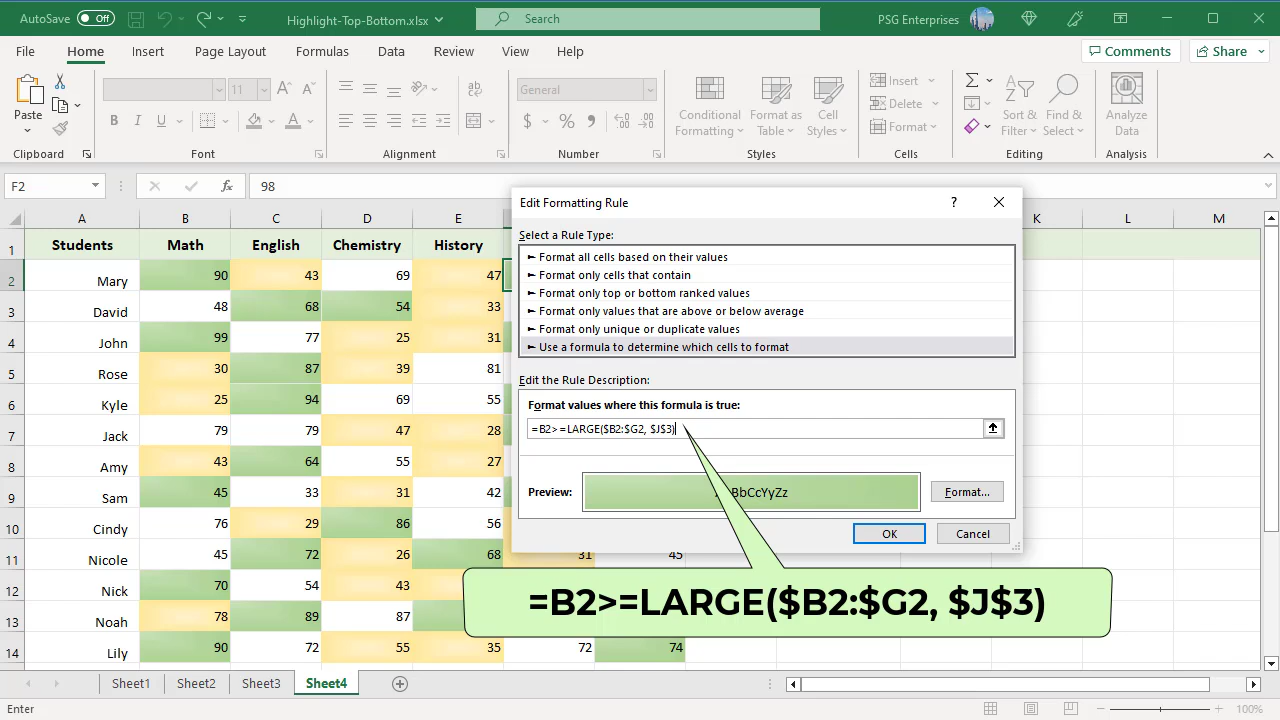 AutoSave Off Highlight-Top-Bottom.xlsx Search PSG Enterprises
File Home Insert Page Layout Formulas Data Review View Help Comments Share
Paste
11
General
Conditional Formatting
Format as Table
Cell Styles
Insert
Delete
Format
Sort & Filter
Find & Select
Analyze Data
Clipboard Font Alignment Number Styles Cells Editing Analysis
F2 fx 98
A B C D E K L M
1 Students Math English Chemistry History
2 Mary 90 43 69 47
3 David 48 68 54 33
4 John 99 77 25 31
5 Rose 30 87 39 81
6 Kyle 25 94 69 55
7 Jack 79 77 47 28
8 Amy 43 64 55 27
9 Sam 45 33 31 42
10 Cindy 76 29 86 56
11 Nicole 45 72 26 68 31 45
12 Nick 70 54 43
13 Noah 78 89 87
14 Lily 90 72 55 35 72 74
Edit Formatting Rule ?
Select a Rule Type:
► Format all cells based on their values
► Format only cells that contain
► Format only top or bottom ranked values
► Format only values that are above or below average
► Format only unique or duplicate values
► Use a formula to determine which cells to format
Edit the Rule Description:
Format values where this formula is true:
=B2>=LARGE($B2:$G2, $J$3)
Preview: BbCcYyZz Format...
OK Cancel
=B2>=LARGE($B2:$G2, $J$3)
Sheet1 Sheet2 Sheet3 Sheet4
Enter 100%